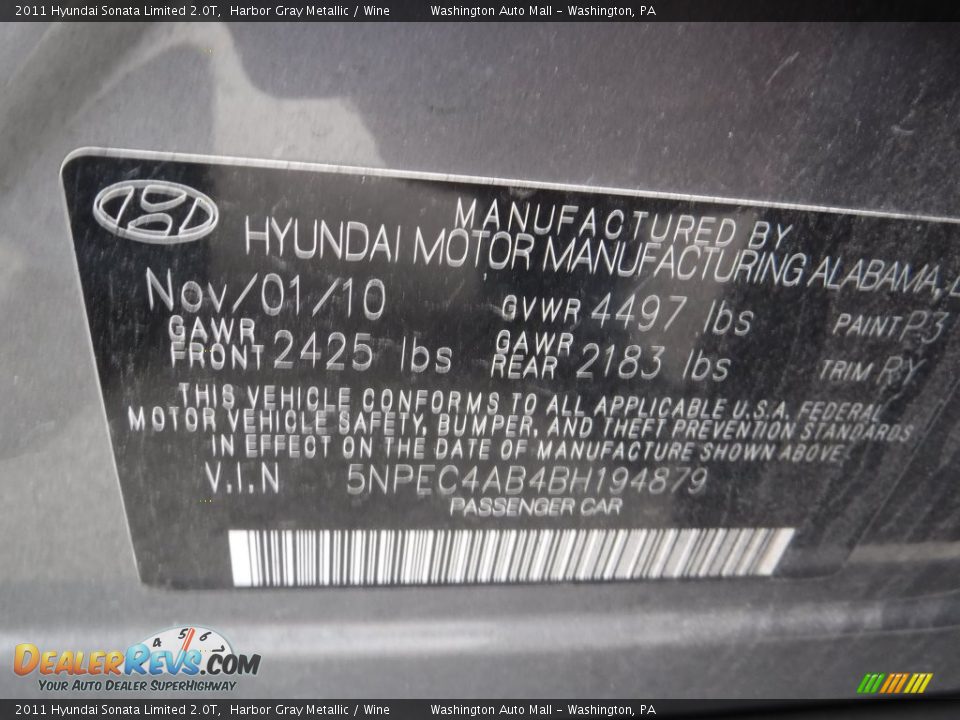 2011 Hyundai Sonata Limited 2.0T, Harbor Gray Metallic / Wine Washington Auto Mall - Washington, PA
MANUFACTURED BY
HYUNDAI MOTOR MANUFACTURING ALABAMA,
Nov/01/10 GVWR 4497 lbs PAINT P3
GAWR FRONT 2425 lbs GAWR REAR 2183 lbs TRIM RY
THIS VEHICLE CONFORMS TO ALL APPLICABLE U.S.A. FEDERAL
MOTOR VEHICLE SAFETY, BUMPER, AND THEFT PREVENTION STANDARDS
IN EFFECT ON THE DATE OF MANUFACTURE SHOWN ABOVE
V.I.N 5NPEC4AB4BH194879
PASSENGER CAR
4 5 6
DEALERREVS.COM
YOUR AUTO DEALER SUPERHIGHWAY
2011 Hyundai Sonata Limited 2.0T, Harbor Gray Metallic / Wine Washington Auto Mall - Washington, PA